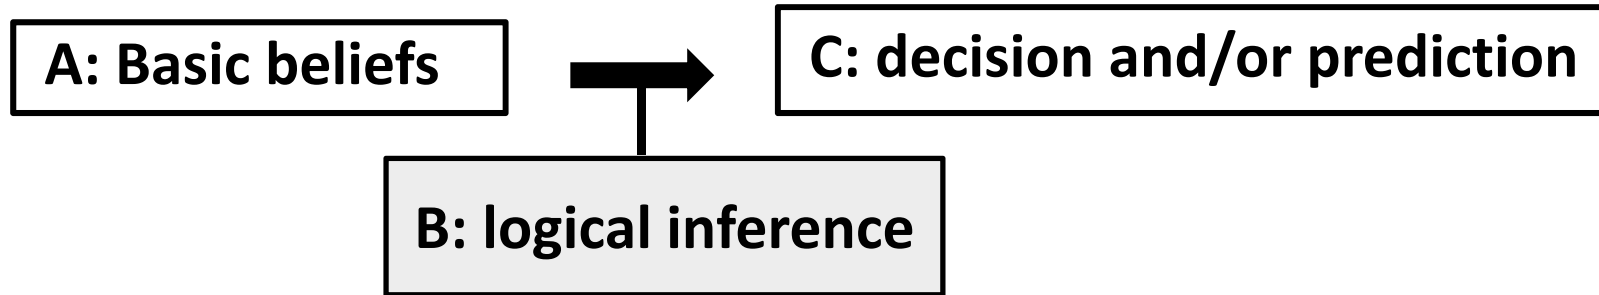 A: Basic beliefs
C: decision and/or prediction
B: logical inference